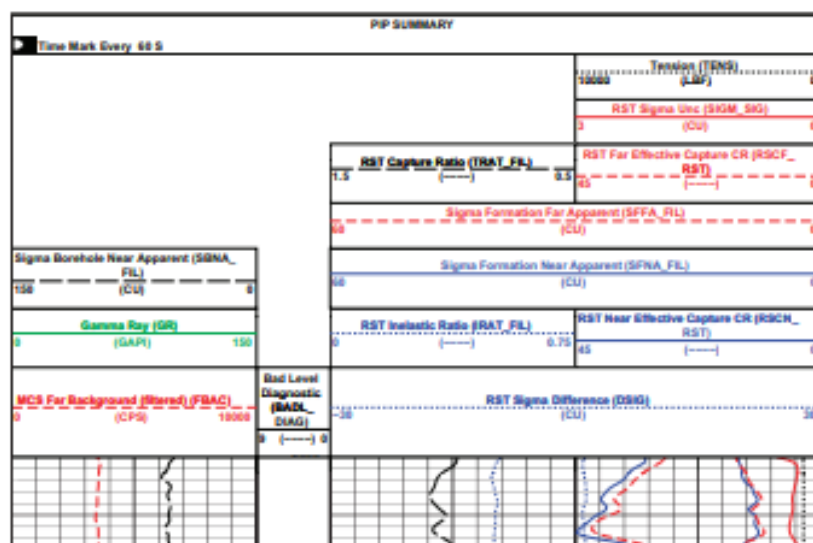 PIP SUMMARY
Time Mark Every 60 S
Tension (TENS)
10000 (LBF)
RST Sigma Unc (SIGM_SIG)
3 (CU)
RST Capture Ratio (TRAT_FIL)
1.5 (----) 0.5
RST Far Effective Capture CR (RSCF_
RST)
45 (----)
Sigma Formation Far Apparent (SFFA_FIL)
60 (CU)
Sigma Borehole Near Apparent (SBNA_
FIL)
150 (CU) 0
Sigma Formation Near Apparent (SFNA_FIL)
60 (CU)
Gamma Ray (GR)
0 (GAPI) 150
RST Inelastic Ratio (IRAT_FIL)
0 (----) 0.75
RST Near Effective Capture CR (RSCN_
RST)
45 (----)
MCS Far Background (filtered) (FBAC)
0 (CPS) 10000
Bad Level
Diagnostic
(BADL_
DIAG)
9 (----) 0
RST Sigma Difference (DSIG)
-30 (CU) 30